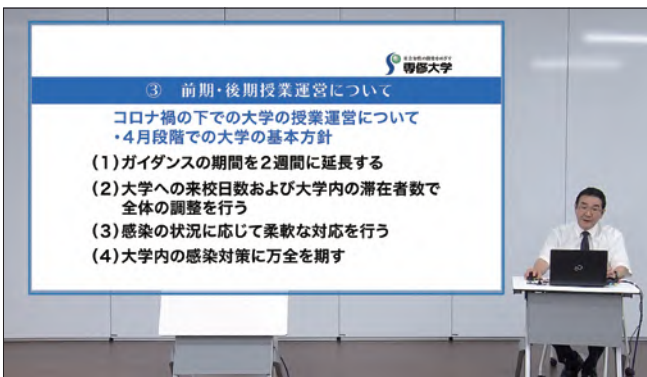 専修大学
③ 前期・後期授業運営について
コロナ禍の下での大学の授業運営について
・4月段階での大学の基本方針
(1)ガイダンスの期間を2週間に延長する
(2)大学への来校日数および大学内の滞在者数で
全体の調整を行う
(3)感染の状況に応じて柔軟な対応を行う
(4)大学内の感染対策に万全を期す